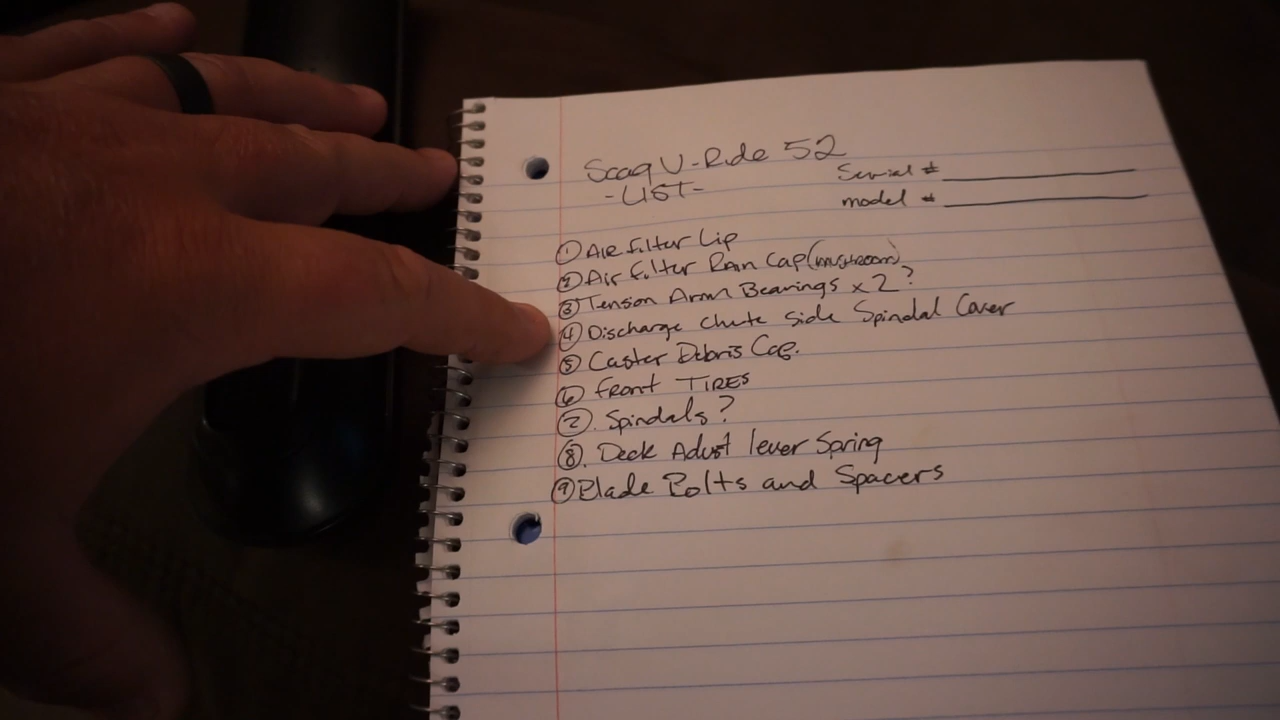 Scag U-Ride 52
-LIST-
Serial #
model #
① Air Filter Lip
② Air Filter Rain Cap (mushroom)
③ Tenson Arm Bearings x 2 ?
④ Discharge chute side Spindal Cover
⑤ Caster Debris Cap.
⑥ front TIRES
⑦. Spindals ?
⑧. Deck Adust lever Spring
⑨ Blade Bolts and Spacers